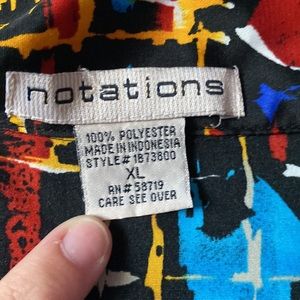 notations
100% POLYESTER
MADE IN INDONESIA
STYLE# 1B73800
XL
RN# 58719
CARE SEE OVER